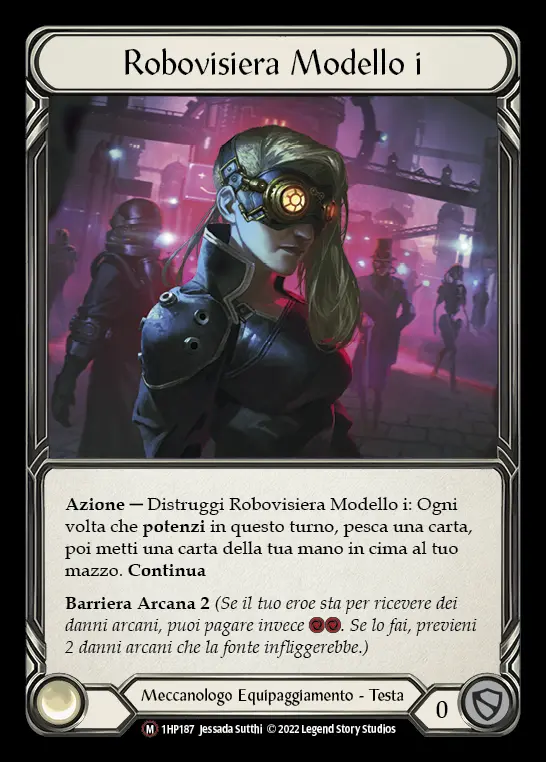 Robovisiera Modello i
Azione — Distruggi Robovisiera Modello i: Ogni
volta che potenzi in questo turno, pesca una carta,
poi metti una carta della tua mano in cima al tuo
mazzo. Continua
Barriera Arcana 2 (Se il tuo eroe sta per ricevere dei
danni arcani, puoi pagare invece . Se lo fai, previeni
2 danni arcani che la fonte infliggerebbe.)
Meccanologo Equipaggiamento - Testa
0
M 1HP187 Jessada Sutthi © 2022 Legend Story Studios